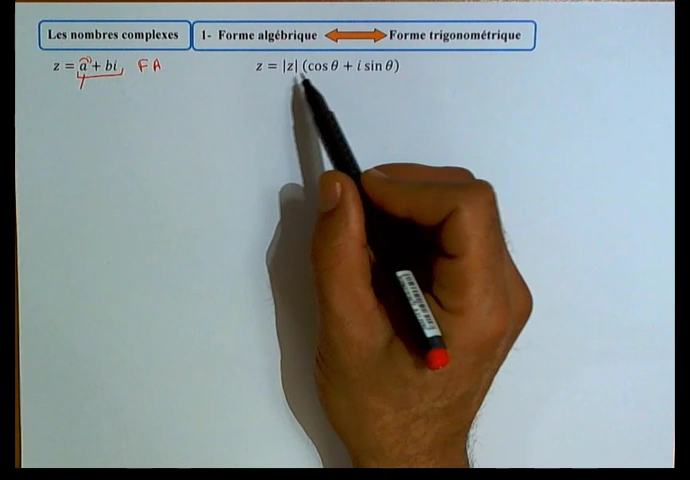 Les nombres complexes 1- Forme algébrique Forme trigonométrique
z = a + bi, FA z = |z| (cos θ + i sin θ)